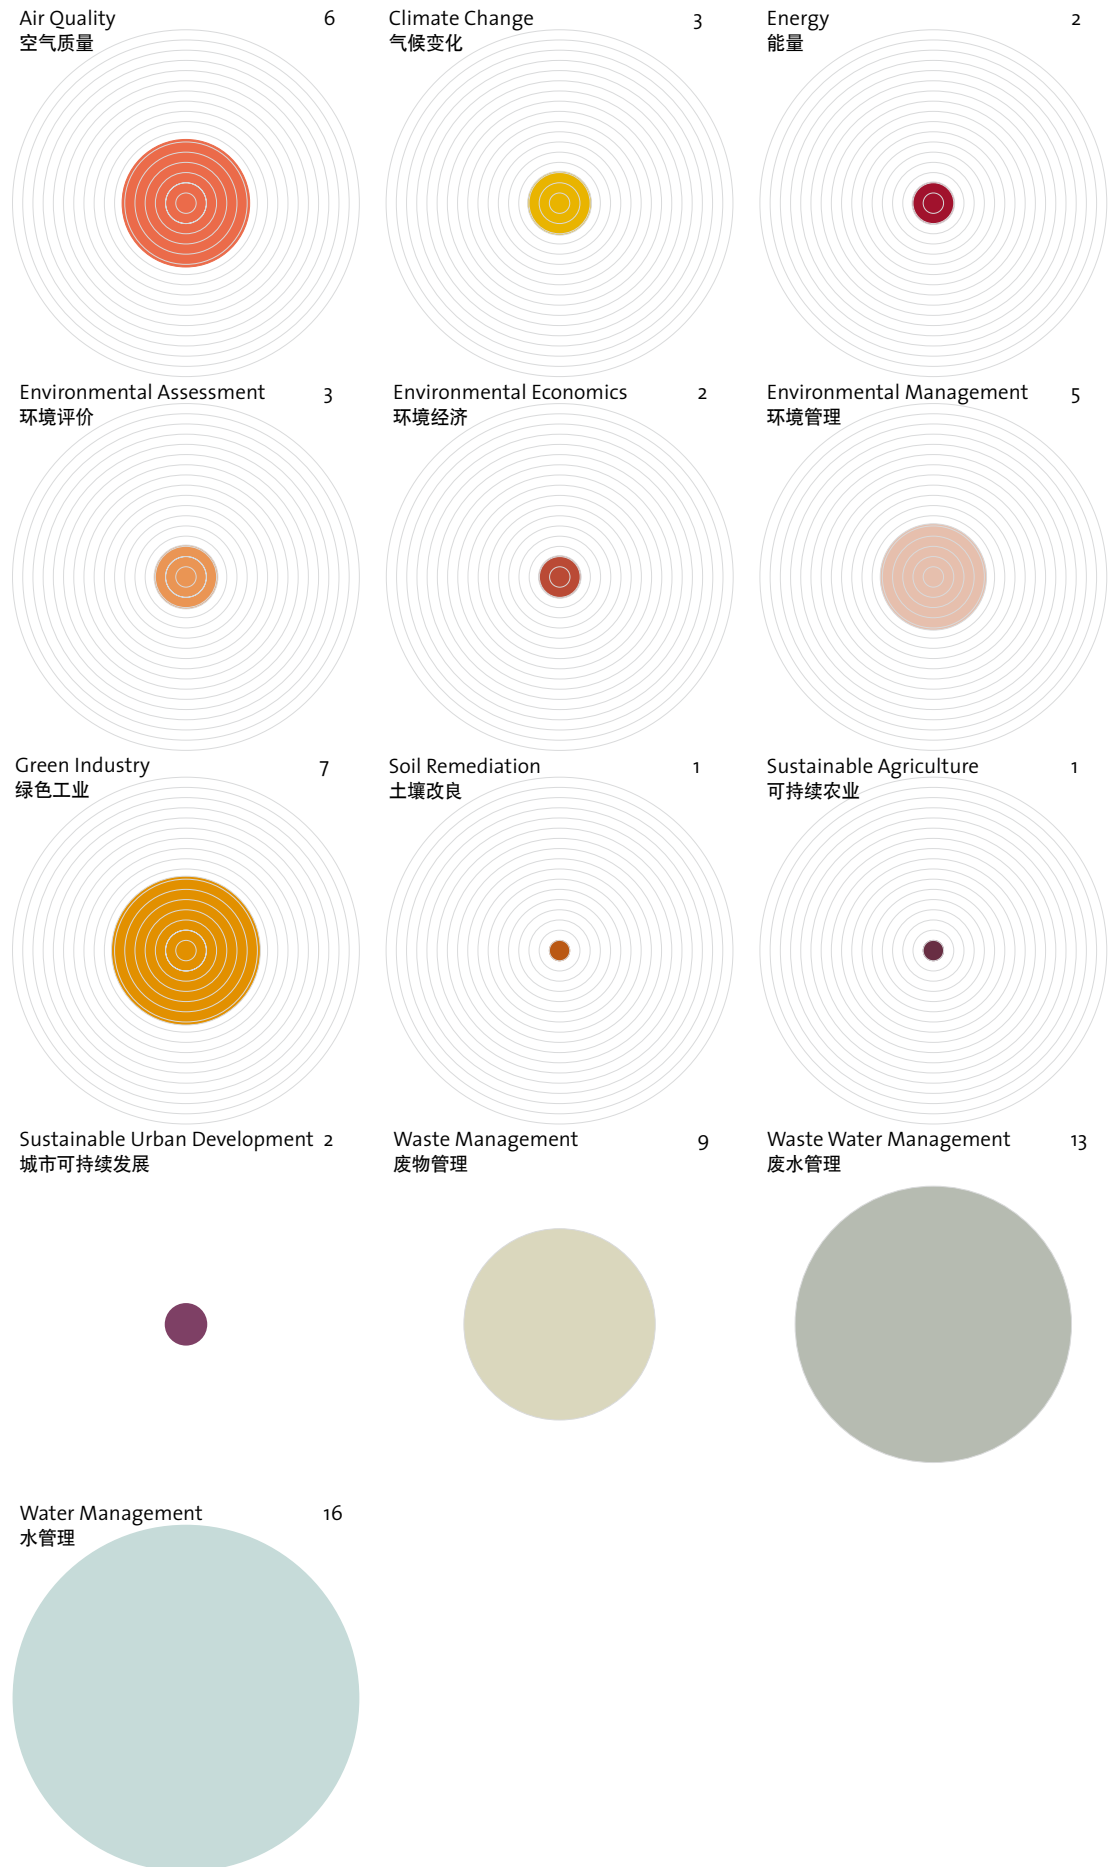 Air Quality 6
空气质量
Climate Change 3
气候变化
Energy 2
能量
Environmental Assessment 3
环境评价
Environmental Economics 2
环境经济
Environmental Management 5
环境管理
Green Industry 7
绿色工业
Soil Remediation 1
土壤改良
Sustainable Agriculture 1
可持续农业
Sustainable Urban Development 2
城市可持续发展
Waste Management 9
废物管理
Waste Water Management 13
废水管理
Water Management 16
水管理